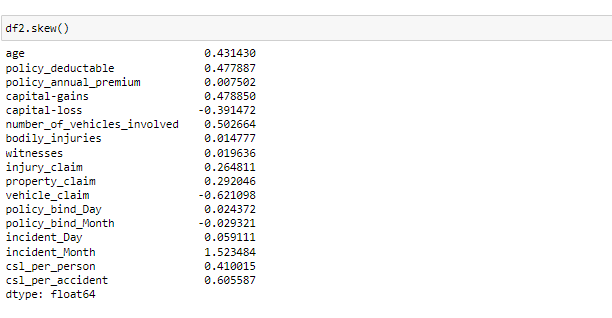 df2.skew()
age 0.431430
policy_deductable 0.477887
policy_annual_premium 0.007502
capital-gains 0.478850
capital-loss -0.391472
number_of_vehicles_involved 0.502664
bodily_injuries 0.014777
witnesses 0.019636
injury_claim 0.264811
property_claim 0.292046
vehicle_claim -0.621098
policy_bind_Day 0.024372
policy_bind_Month -0.029321
incident_Day 0.059111
incident_Month 1.523484
csl_per_person 0.410015
csl_per_accident 0.605587
dtype: float64